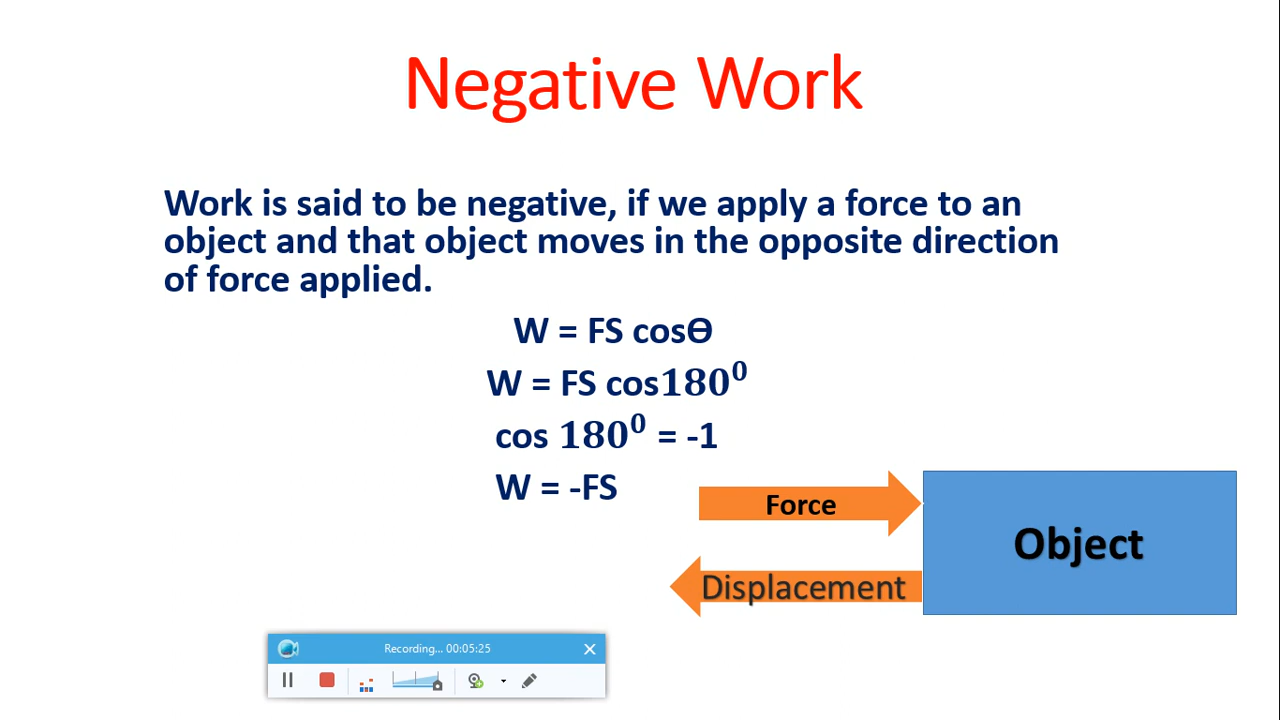 Negative Work
Work is said to be negative, if we apply a force to an
object and that object moves in the opposite direction
of force applied.
W = FS cosΘ
W = FS cos180⁰
cos 180⁰ = -1
W = -FS
Force
Object
Displacement
Recording... 00:05:25